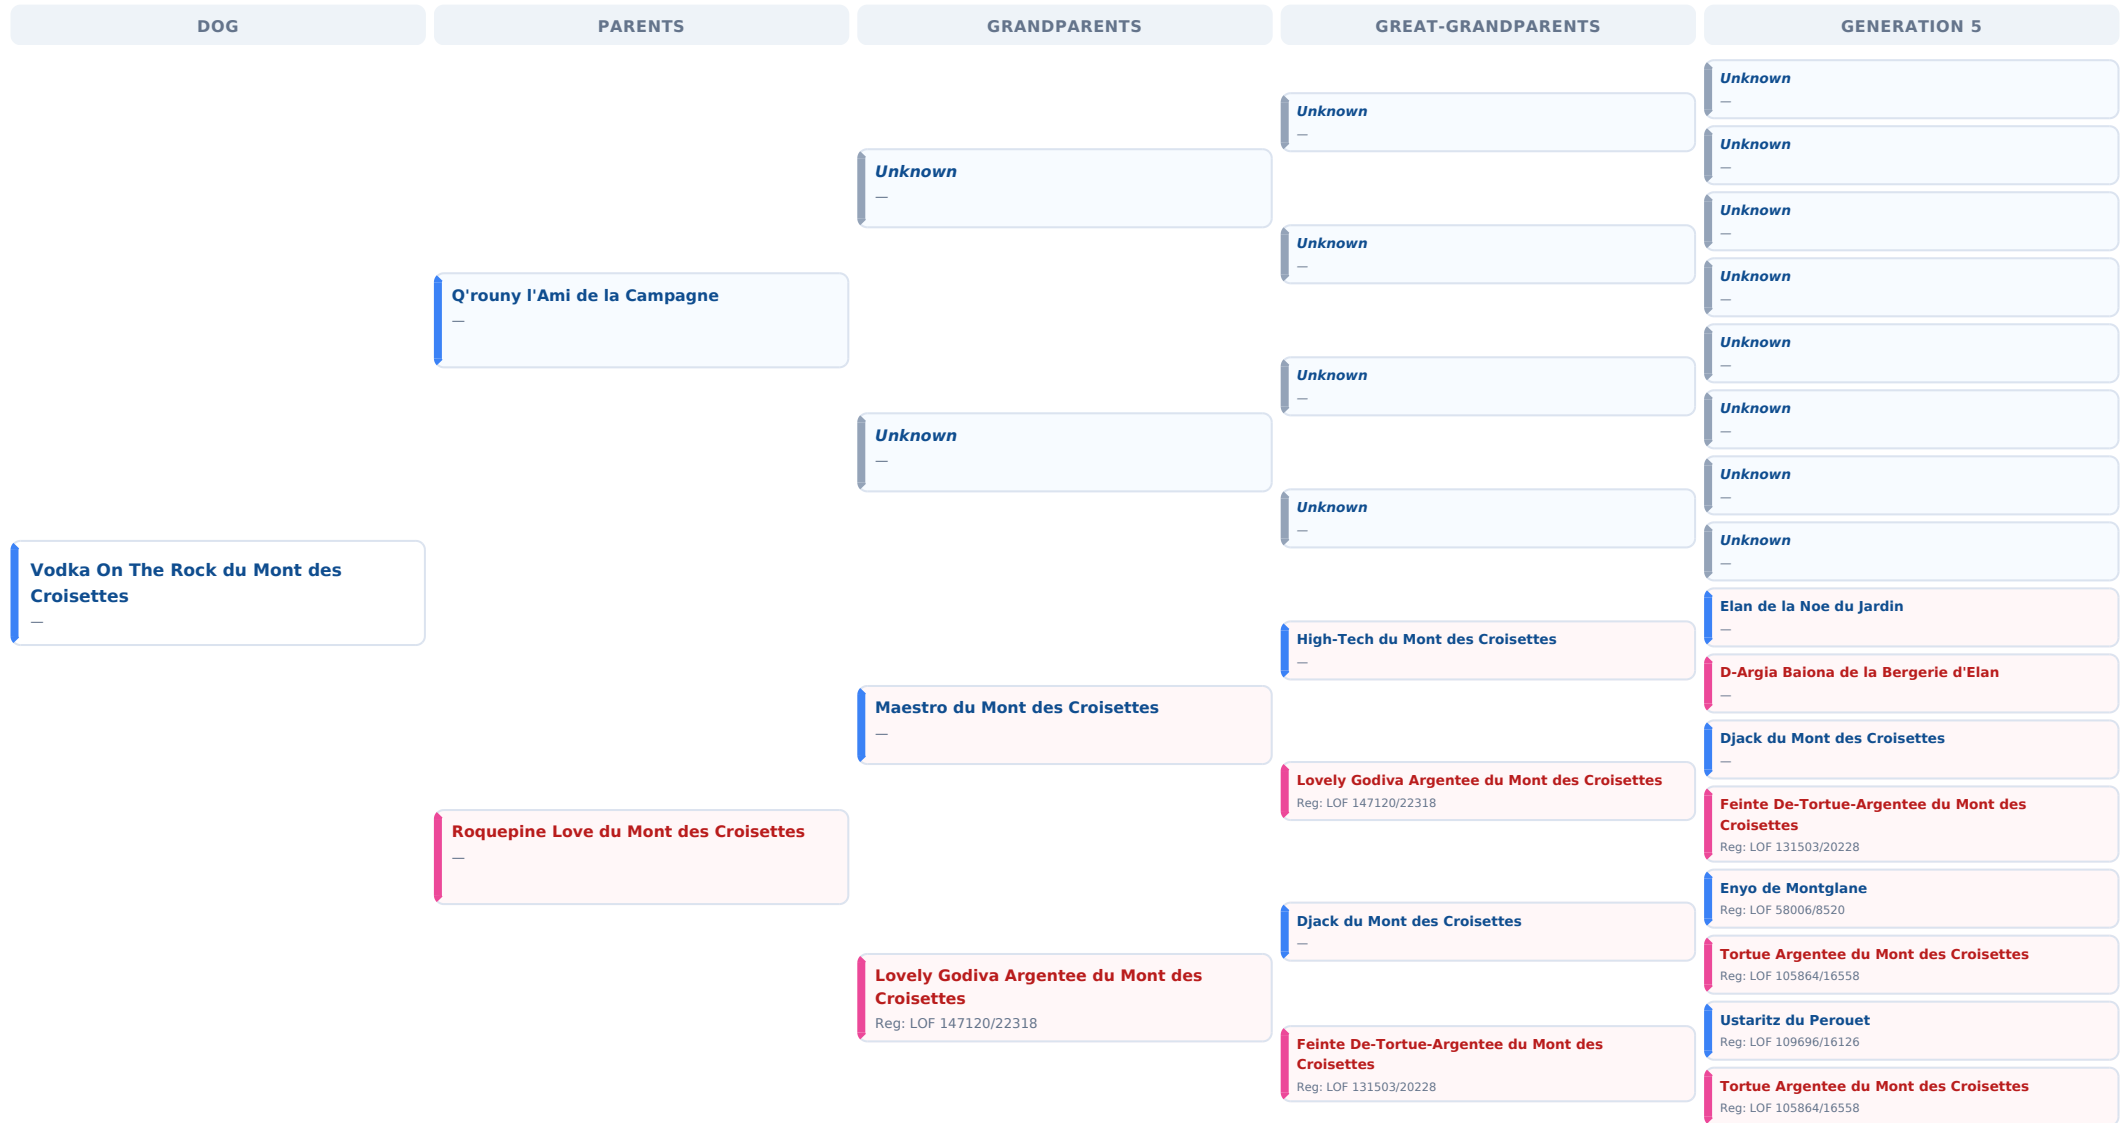 DOG
PARENTS
GRANDPARENTS
GREAT-GRANDPARENTS
GENERATION 5
Vodka On The Rock du Mont des
Croisettes
—
Q'rouny l'Ami de la Campagne
—
Roquepine Love du Mont des Croisettes
—
Unknown
—
Unknown
—
Maestro du Mont des Croisettes
—
Lovely Godiva Argentee du Mont des
Croisettes
Reg: LOF 147120/22318
Unknown
—
Unknown
—
Unknown
—
Unknown
—
High-Tech du Mont des Croisettes
—
Lovely Godiva Argentee du Mont des Croisettes
Reg: LOF 147120/22318
Djack du Mont des Croisettes
—
Feinte De-Tortue-Argentee du Mont des
Croisettes
Reg: LOF 131503/20228
Unknown
—
Unknown
—
Unknown
—
Unknown
—
Unknown
—
Unknown
—
Unknown
—
Unknown
—
Elan de la Noe du Jardin
—
D-Argia Baiona de la Bergerie d'Elan
—
Djack du Mont des Croisettes
—
Feinte De-Tortue-Argentee du Mont des
Croisettes
Reg: LOF 131503/20228
Enyo de Montglane
Reg: LOF 58006/8520
Tortue Argentee du Mont des Croisettes
Reg: LOF 105864/16558
Ustaritz du Perouet
Reg: LOF 109696/16126
Tortue Argentee du Mont des Croisettes
Reg: LOF 105864/16558